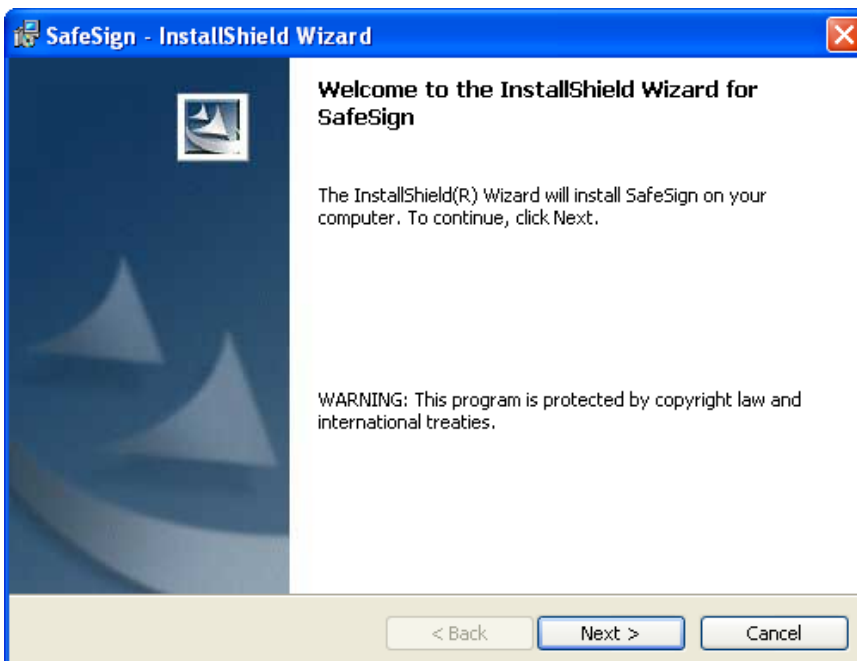 SafeSign - InstallShield Wizard
Welcome to the InstallShield Wizard for
SafeSign
The InstallShield(R) Wizard will install SafeSign on your
computer. To continue, click Next.
WARNING: This program is protected by copyright law and
international treaties.
< Back Next > Cancel